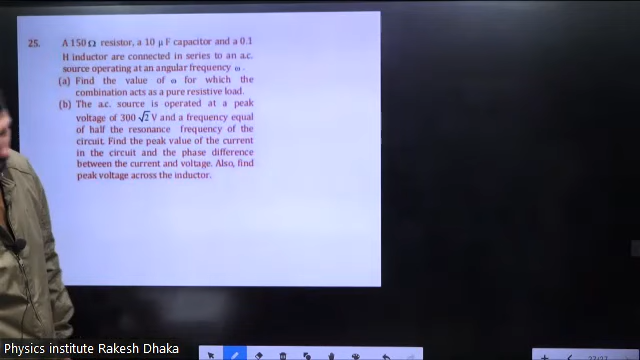 25. A 150 Ω resistor, a 10 μ F capacitor and a 0.1
H inductor are connected in series to an a.c.
source operating at an angular frequency ω .
(a) Find the value of ω for which the
combination acts as a pure resistive load.
(b) The a.c. source is operated at a peak
voltage of 300 √2 V and a frequency equal
of half the resonance frequency of the
circuit. Find the peak value of the current
in the circuit and the phase difference
between the current and voltage. Also, find
peak voltage across the inductor.
Physics institute Rakesh Dhaka
27/27